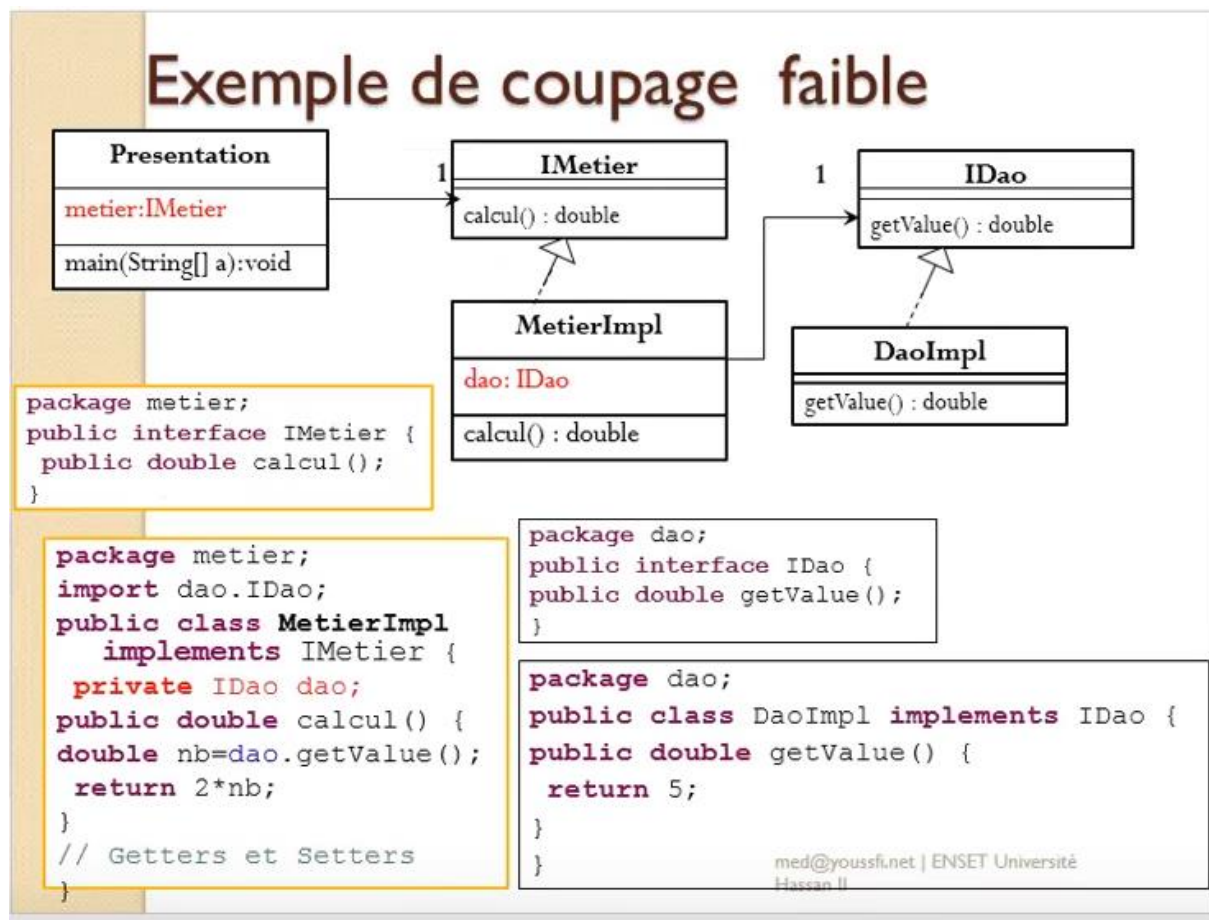 Exemple de coupage faible
Presentation
metier:IMetier
main(String[] a):void
1
IMetier
calcul() : double
1
IDao
getValue() : double
MetierImpl
dao: IDao
calcul() : double
DaoImpl
getValue() : double
package metier;
public interface IMetier {
public double calcul();
}
package metier;
import dao.IDao;
public class MetierImpl
implements IMetier {
private IDao dao;
public double calcul() {
double nb=dao.getValue();
return 2*nb;
}
// Getters et Setters
}
package dao;
public interface IDao {
public double getValue();
}
package dao;
public class DaoImpl implements IDao {
public double getValue() {
return 5;
}
}
med@youssfi.net | ENSET Université
Hassan II